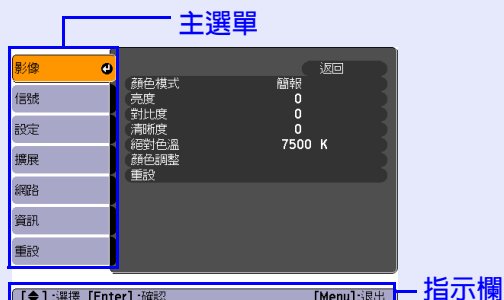 主選單
影像
信號
設定
擴展
網路
資訊
重設
返回
顏色模式 簡報
亮度 0
對比度 0
清晰度 0
絕對色溫 7500 K
顏色調整
重設
[◆]:選擇 [Enter]:確認 [Menu]:退出
指示欄